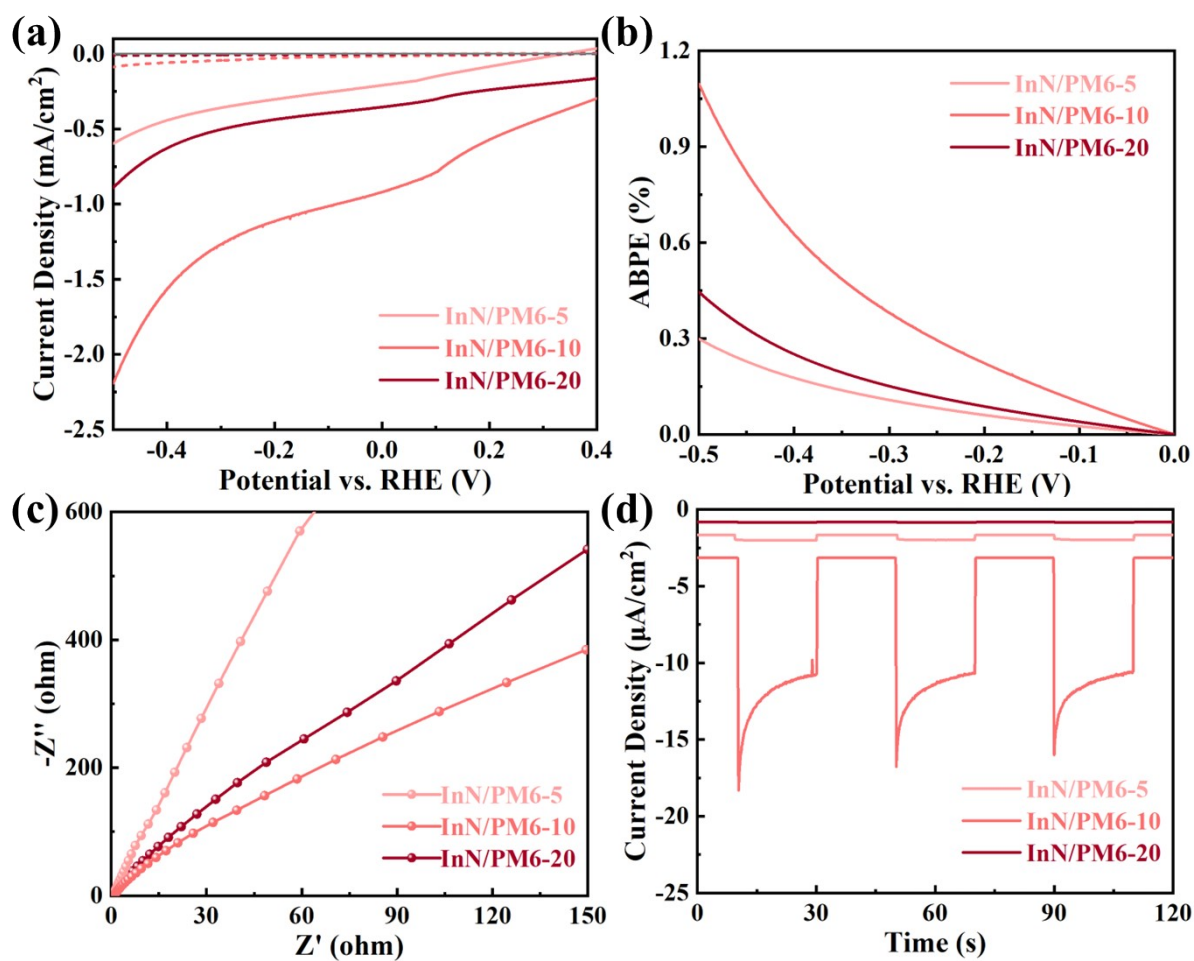 (a)
Current Density (mA/cm²)
0.0
-0.5
-1.0
-1.5
-2.0
-2.5
InN/PM6-5
InN/PM6-10
InN/PM6-20
-0.4
-0.2
0.0
0.2
0.4
Potential vs. RHE (V)
(b)
ABPE (%)
1.2
0.9
0.6
0.3
0.0
InN/PM6-5
InN/PM6-10
InN/PM6-20
-0.5
-0.4
-0.3
-0.2
-0.1
0.0
Potential vs. RHE (V)
(c)
-Z'' (ohm)
600
400
200
0
InN/PM6-5
InN/PM6-10
InN/PM6-20
0
30
60
90
120
150
Z' (ohm)
(d)
Current Density (μA/cm²)
0
-5
-10
-15
-20
-25
InN/PM6-5
InN/PM6-10
InN/PM6-20
0
30
60
90
120
Time (s)